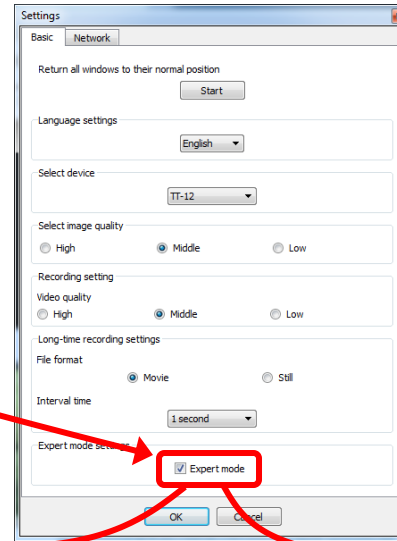 Settings
Basic Network
Return all windows to their normal position
Start
Language settings
English
Select device
TT-12
Select image quality
High Middle Low
Recording setting
Video quality
High Middle Low
Long-time recording settings
File format
Movie Still
Interval time
1 second
Expert mode settings
Expert mode
OK Cancel